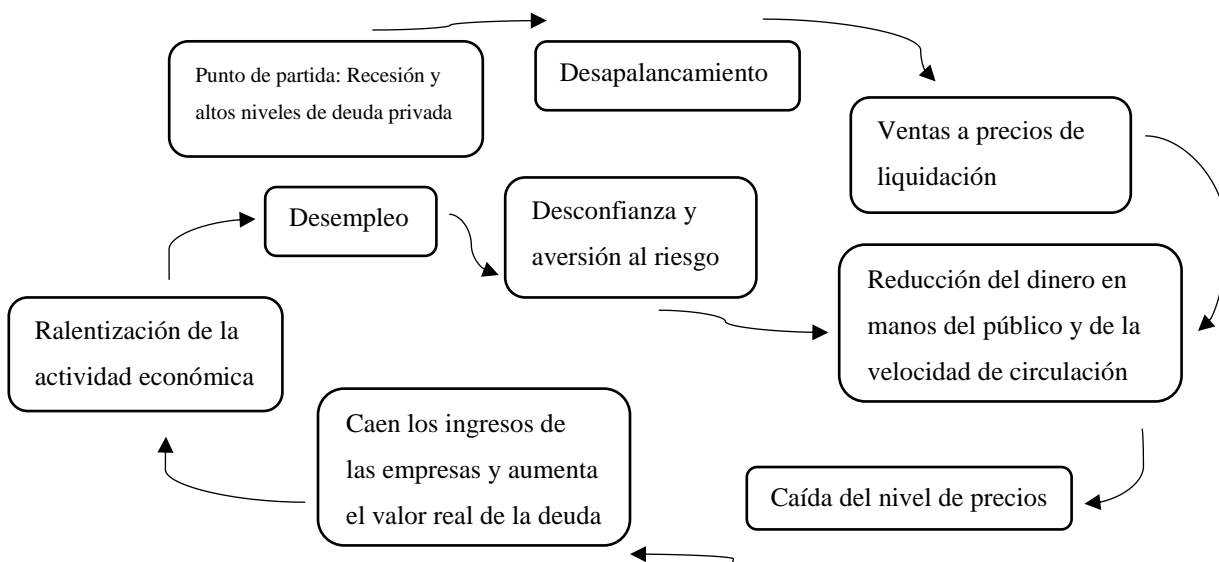 Punto de partida: Recesión y
altos niveles de deuda privada
Desapalancamiento
Ventas a precios de
liquidación
Desempleo
Desconfianza y
aversión al riesgo
Reducción del dinero en
manos del público y de la
velocidad de circulación
Ralentización de la
actividad económica
Caen los ingresos de
las empresas y aumenta
el valor real de la deuda
Caída del nivel de precios